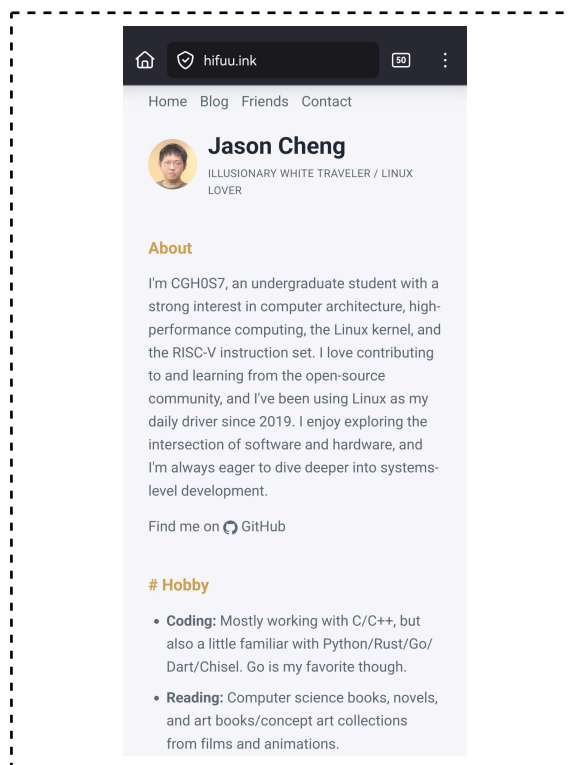 hifuu.ink
50
Home Blog Friends Contact
Jason Cheng
ILLUSIONARY WHITE TRAVELER / LINUX
LOVER
About
I'm CGH0S7, an undergraduate student with a
strong interest in computer architecture, high-
performance computing, the Linux kernel, and
the RISC-V instruction set. I love contributing
to and learning from the open-source
community, and I've been using Linux as my
daily driver since 2019. I enjoy exploring the
intersection of software and hardware, and
I'm always eager to dive deeper into systems-
level development.
Find me on GitHub
# Hobby
• Coding: Mostly working with C/C++, but
also a little familiar with Python/Rust/Go/
Dart/Chisel. Go is my favorite though.
• Reading: Computer science books, novels,
and art books/concept art collections
from films and animations.